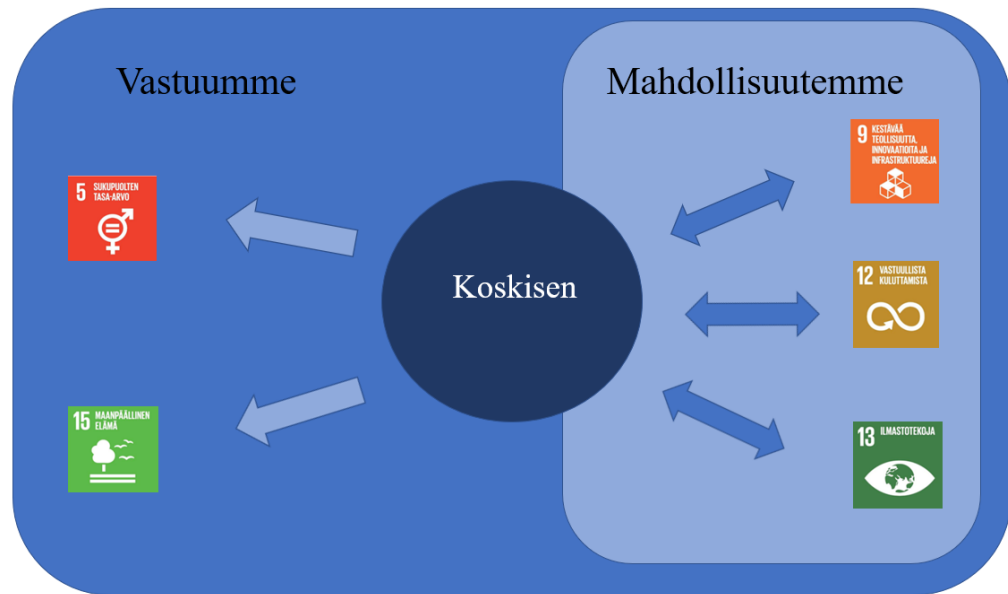 Vastuumme
Mahdollisuutemme
5 SUKUPUOLTEN
TASA-ARVO
15 MAANPÄÄLLINEN
ELÄMÄ
Koskisen
9 KESTÄVÄÄ
TEOLLISUUTTA,
INNOVAATIOITA JA
INFRASTRUKTUUREJA
12 VASTUULLISTA
KULUTTAMISTA
13 ILMASTOTEKOJA